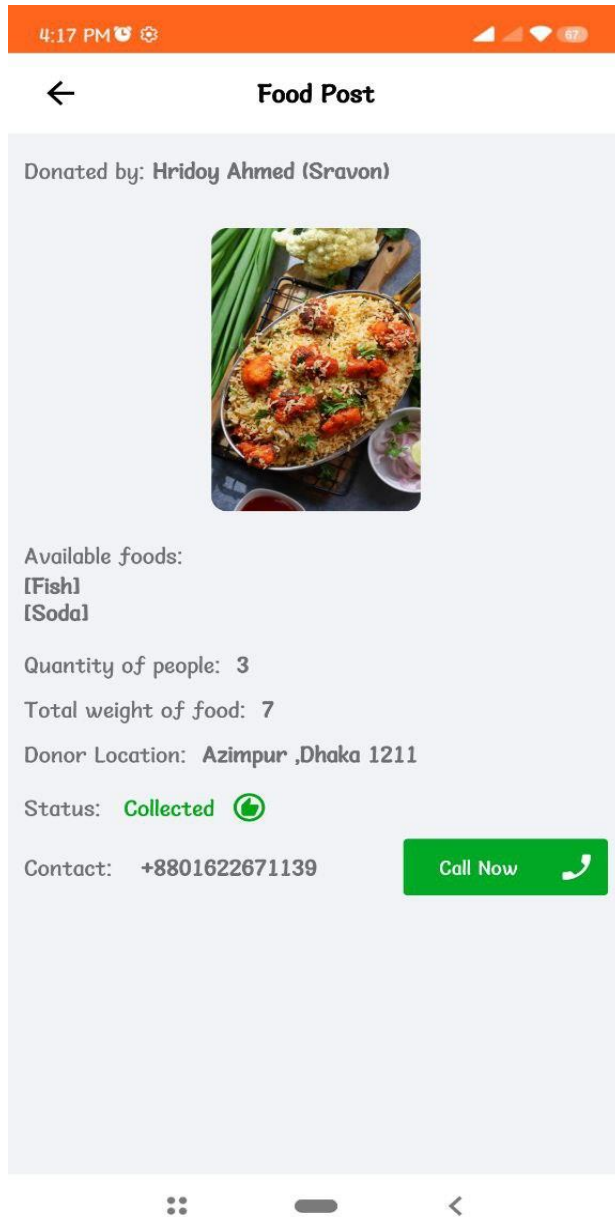 4:17 PM 67
Food Post
Donated by: Hridoy Ahmed (Sravon)
Available foods:
[Fish]
[Soda]
Quantity of people: 3
Total weight of food: 7
Donor Location: Azimpur ,Dhaka 1211
Status: Collected
Contact: +8801622671139 Call Now